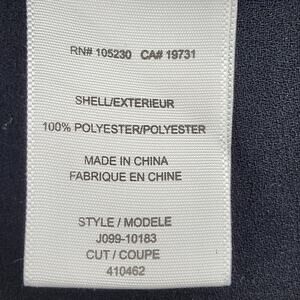 RN# 105230 CA# 19731
SHELL/EXTERIEUR
100% POLYESTER/POLYESTER
MADE IN CHINA
FABRIQUE EN CHINE
STYLE / MODELE
J099-10183
CUT / COUPE
410462